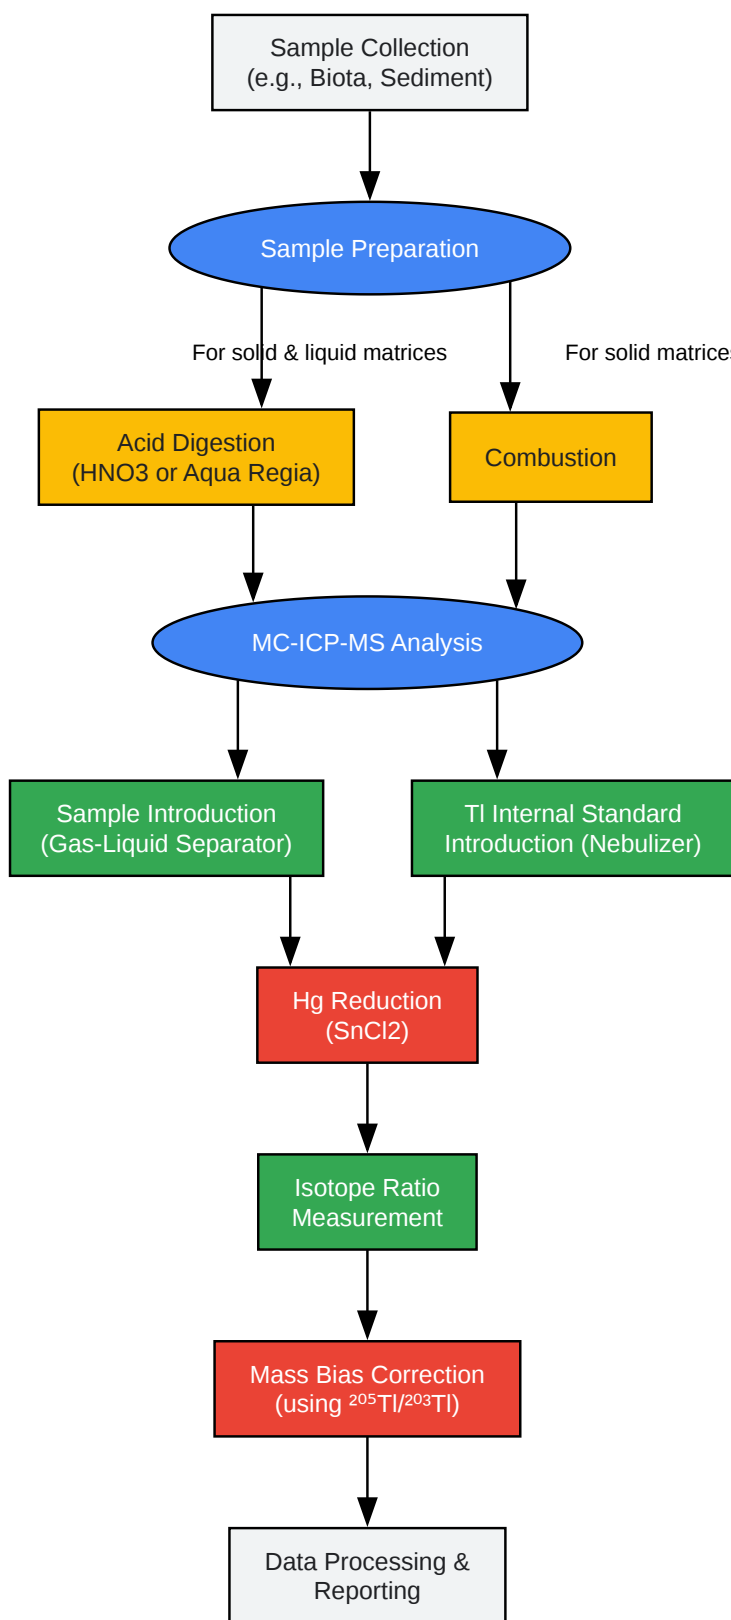 Sample Collection
(e.g., Biota, Sediment)
Sample Preparation
For solid & liquid matrices
For solid matrices
Acid Digestion
(HNO3 or Aqua Regia)
Combustion
MC-ICP-MS Analysis
Sample Introduction
(Gas-Liquid Separator)
Tl Internal Standard
Introduction (Nebulizer)
Hg Reduction
(SnCl2)
Isotope Ratio
Measurement
Mass Bias Correction
(using ²⁰⁵Tl/²⁰³Tl)
Data Processing &
Reporting